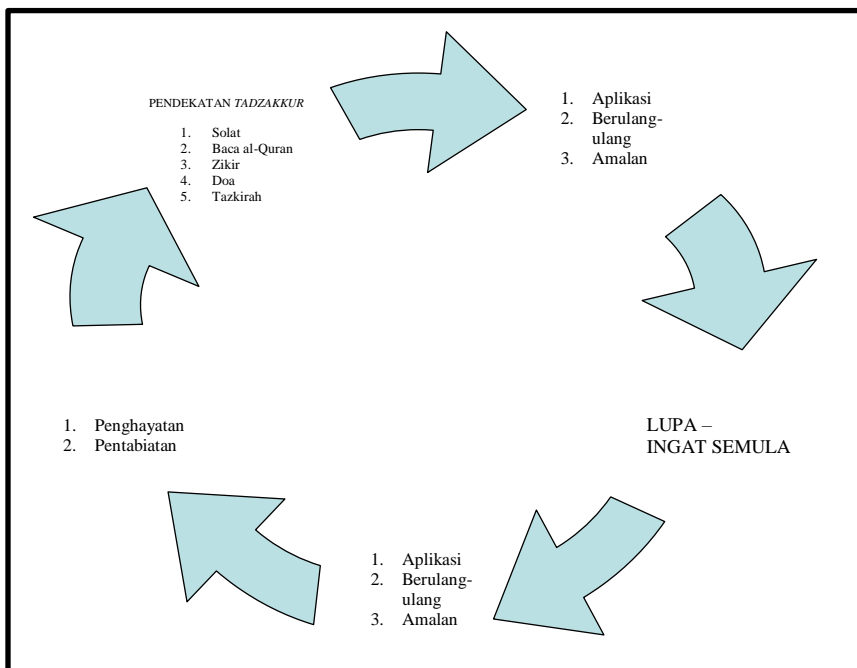 PENDEKATAN TADZAKKUR
1. Solat
2. Baca al-Quran
3. Zikir
4. Doa
5. Tazkirah
1. Aplikasi
2. Berulang-
ulang
3. Amalan
LUPA –
INGAT SEMULA
1. Aplikasi
2. Berulang-
ulang
3. Amalan
1. Penghayatan
2. Pentabiatan